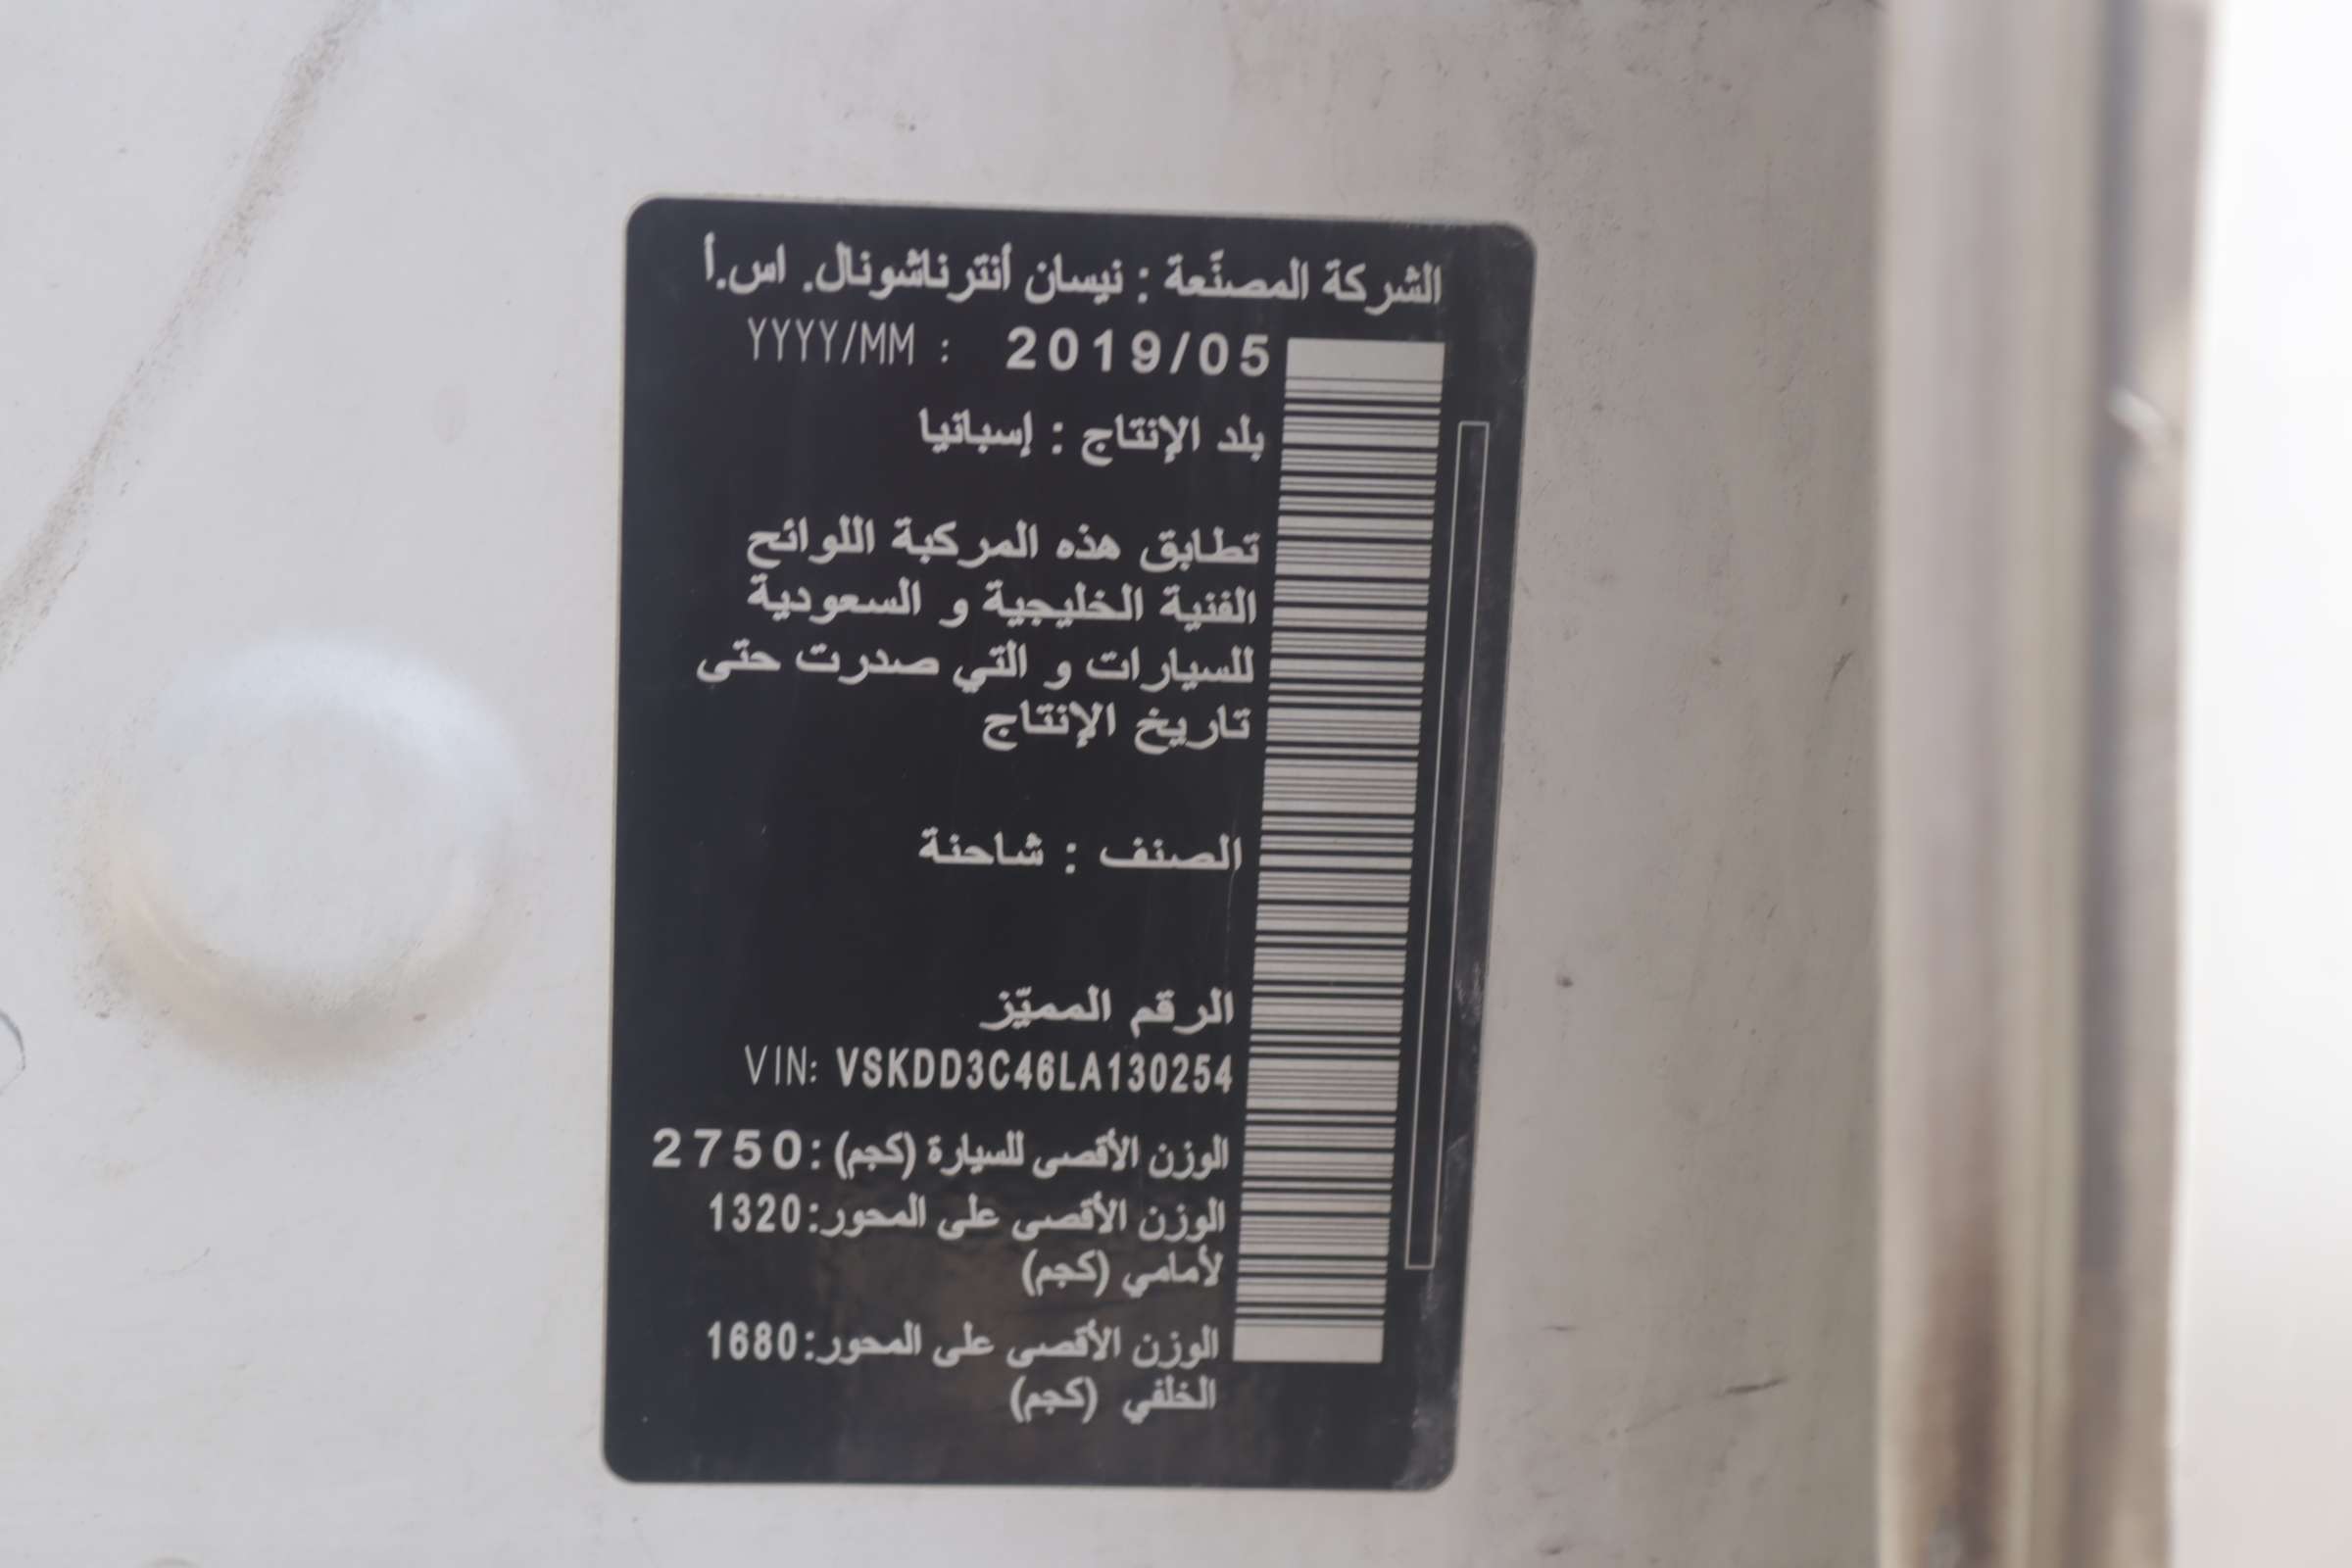 الشركة المصنّعة : نيسان أنترناشونال. اس.أ
YYYY/MM : 2019/05
بلد الإنتاج : إسبانيا
تطابق هذه المركبة اللوائح
الفنية الخليجية و السعودية
للسيارات و التي صدرت حتى
تاريخ الإنتاج
الصنف : شاحنة
الرقم المميّز
VIN: VSKDD3C46LA130254
الوزن الأقصى للسيارة (كجم) :2750
الوزن الأقصى على المحور:1320
لأمامي (كجم)
الوزن الأقصى على المحور:1680
الخلفي (كجم)